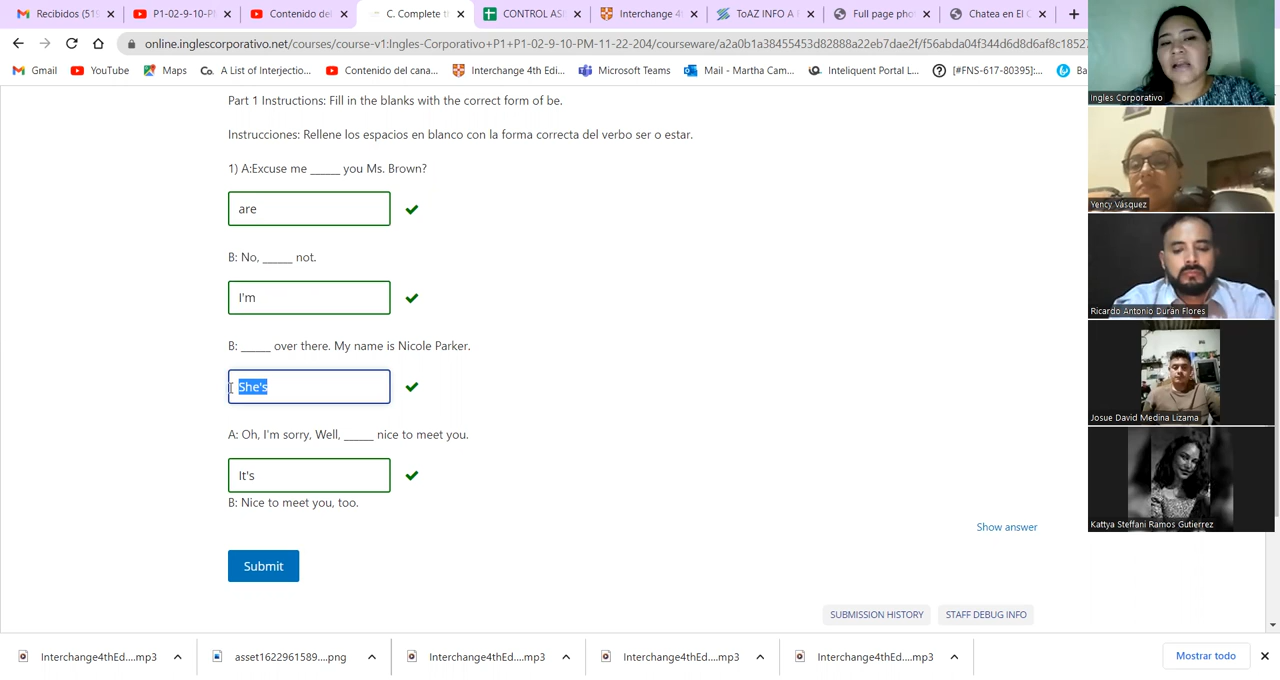 Recibidos (51
P1-02-9-10-P
Contenido de
C. Complete t
CONTROL AS
Interchange 4
ToAZ INFO A
Full page pho
Chatea en El C
online.inglescorporativo.net/courses/course-v1:Ingles-Corporativo+P1+P1-02-9-10-PM-11-22-204/courseware/a2a0b1a38455453d82888a22eb7dae2f/f56abda04f344d6d8d6af8c1852
Gmail
YouTube
Maps
A List of Interjectio...
Contenido del cana...
Interchange 4th Edi...
Microsoft Teams
Mail - Martha Cam...
Inteliquent Portal L...
[#FNS-617-80395]:...
Ba
Part 1 Instructions: Fill in the blanks with the correct form of be.
Instrucciones: Rellene los espacios en blanco con la forma correcta del verbo ser o estar.
1) A:Excuse me _____ you Ms. Brown?
are
B: No, _____ not.
I'm
B: _____ over there. My name is Nicole Parker.
She's
A: Oh, I'm sorry, Well, _____ nice to meet you.
It's
B: Nice to meet you, too.
Show answer
Submit
SUBMISSION HISTORY
STAFF DEBUG INFO
Ingles Corporativo
Yency Vásquez
Ricardo Antonio Durán Flores
Josue David Medina Lizama
Kattya Steffani Ramos Gutierrez
Interchange4thEd....mp3
asset1622961589....png
Interchange4thEd....mp3
Interchange4thEd....mp3
Interchange4thEd....mp3
Mostrar todo